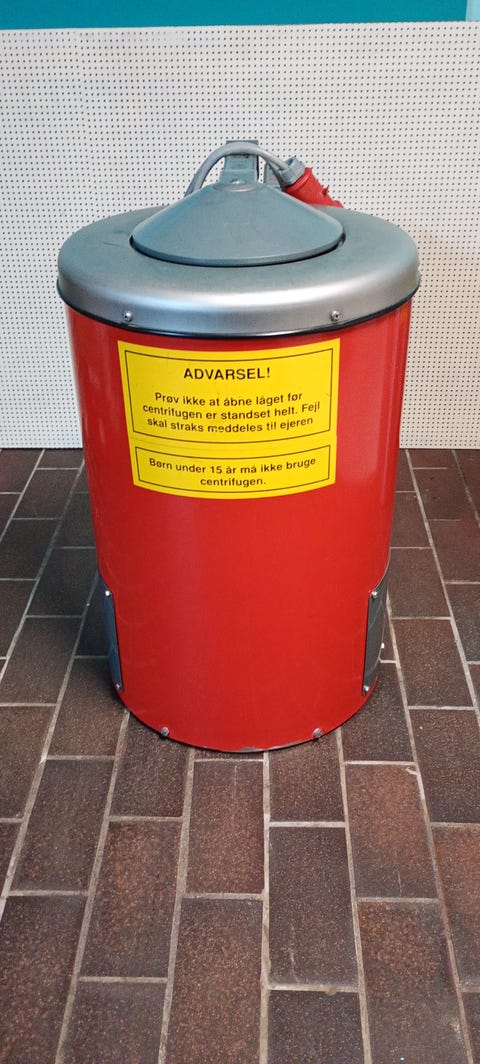 ADVARSEL!
Prøv ikke at åbne låget før
centrifugen er standset helt. Fejl
skal straks meddeles til ejeren
Børn under 15 år må ikke bruge
centrifugen.